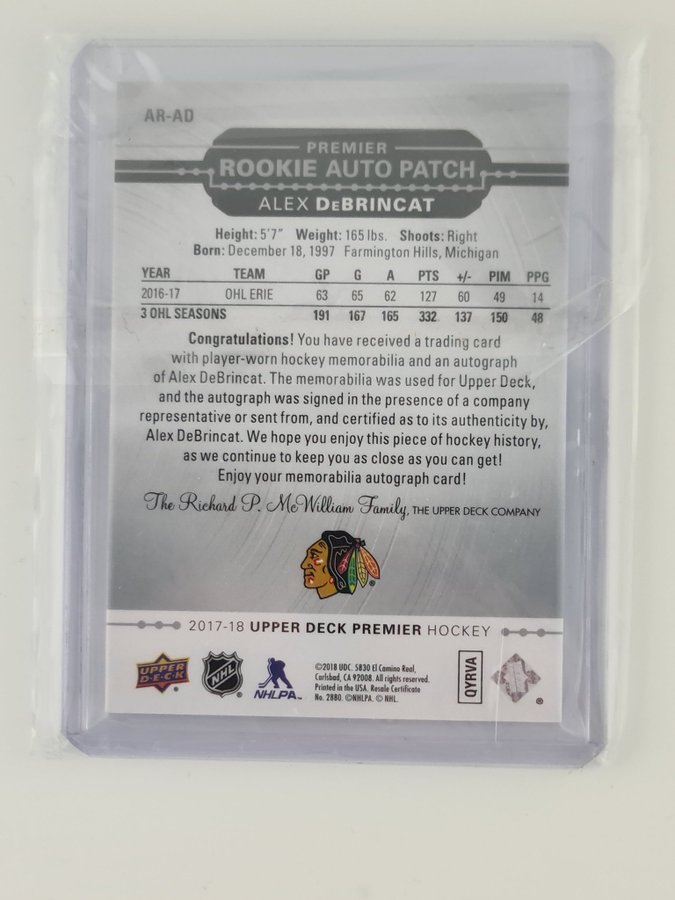 AR-AD
PREMIER
ROOKIE AUTO PATCH
ALEX DEBRINCAT
Height: 5'7" Weight: 165 lbs. Shoots: Right
Born: December 18, 1997 Farmington Hills, Michigan
YEAR TEAM GP G A PTS +/- PIM PPG
2016-17 OHL ERIE 63 65 62 127 60 49 14
3 OHL SEASONS 191 167 165 332 137 150 48
Congratulations! You have received a trading card
with player-worn hockey memorabilia and an autograph
of Alex DeBrincat. The memorabilia was used for Upper Deck,
and the autograph was signed in the presence of a company
representative or sent from, and certified as to its authenticity by,
Alex DeBrincat. We hope you enjoy this piece of hockey history,
as we continue to keep you as close as you can get!
Enjoy your memorabilia autograph card!
The Richard P. McWilliam Family, THE UPPER DECK COMPANY
2017-18 UPPER DECK PREMIER HOCKEY
UPPER DECK
NHL
NHLPA
©2018 UDC. 5830 El Camino Real,
Carlsbad, CA 92008. All rights reserved.
Printed in the USA. Resale Certificate
No. 2880. ©NHLPA. © NHL.
QYRVA